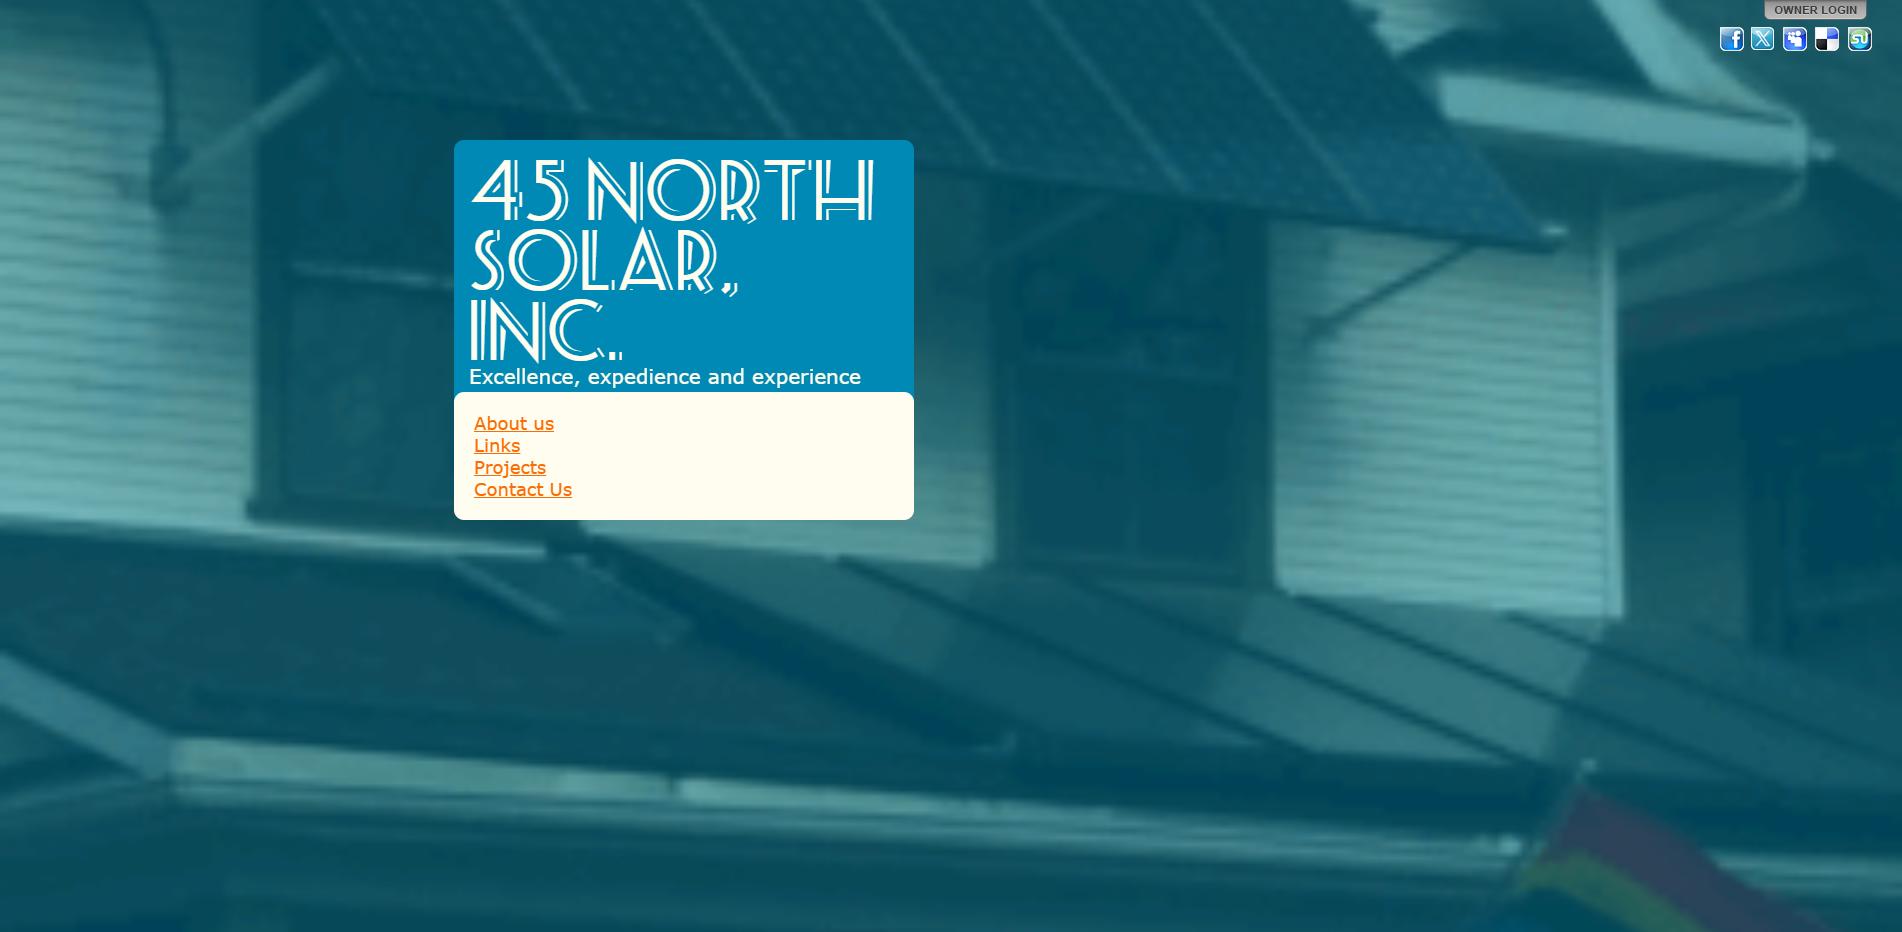 OWNER LOGIN
45 NORTH
SOLAR,
INC.
Excellence, expedience and experience
About us
Links
Projects
Contact Us